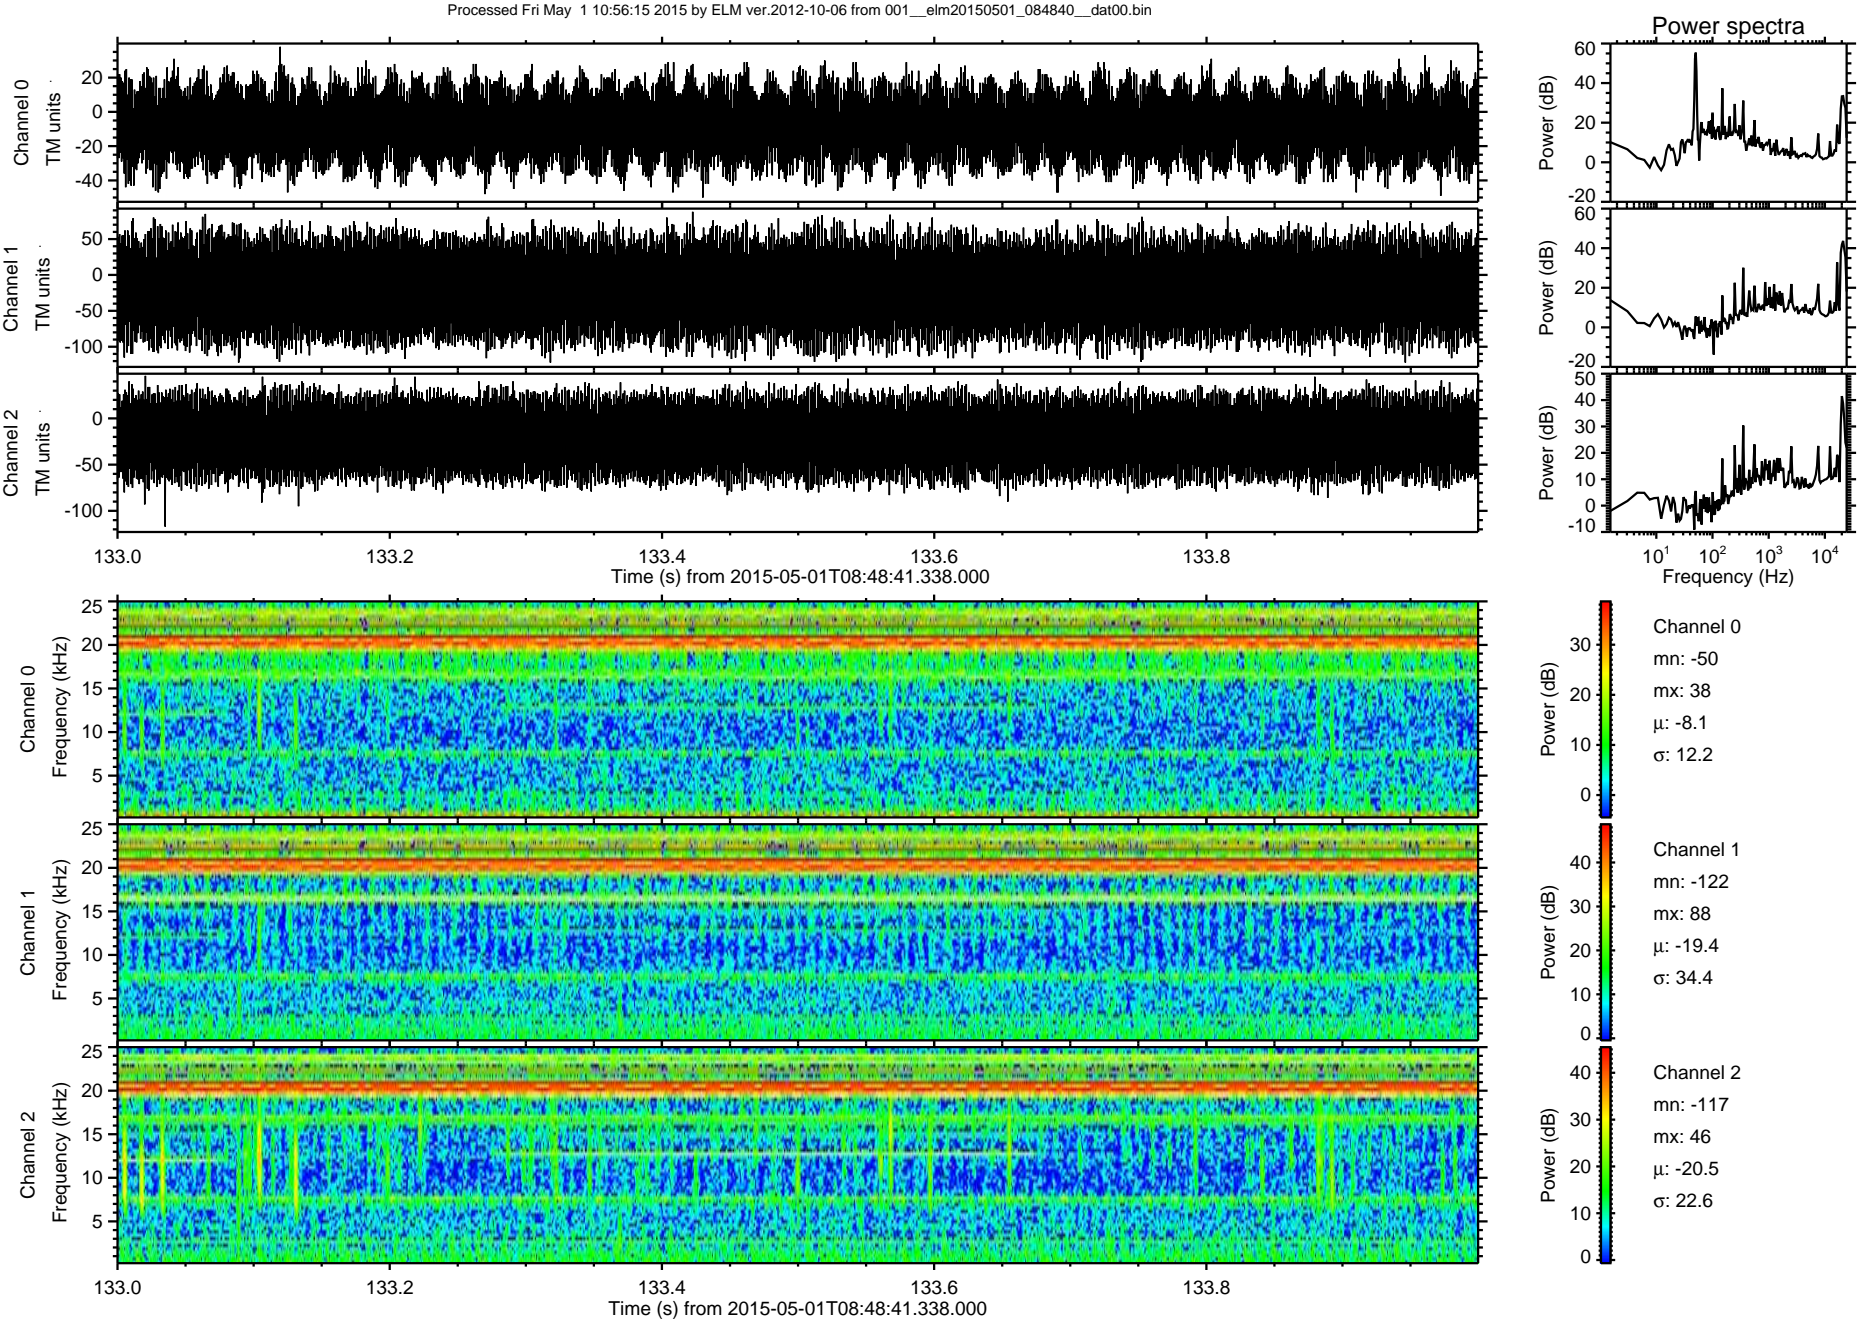 Processed Fri May 1 10:56:15 2015 by ELM ver.2012-10-06 from 001__elm20150501_084840__dat00.bin
Power spectra
Channel 0
TM units
20
0
-20
-40
Power (dB)
60
40
20
0
-20
Channel 1
TM units
50
0
-50
-100
Power (dB)
60
40
20
0
-20
Channel 2
TM units
0
-50
-100
Power (dB)
50
40
30
20
10
0
-10
133.0 133.2 133.4 133.6 133.8
Time (s) from 2015-05-01T08:48:41.338.000
10^1 10^2 10^3 10^4
Frequency (Hz)
Channel 0
Frequency (kHz)
25
20
15
10
5
Power (dB)
30
20
10
0
Channel 0
mn: -50
mx: 38
μ: -8.1
σ: 12.2
Channel 1
Frequency (kHz)
25
20
15
10
5
Power (dB)
40
30
20
10
0
Channel 1
mn: -122
mx: 88
μ: -19.4
σ: 34.4
Channel 2
Frequency (kHz)
25
20
15
10
5
Power (dB)
40
30
20
10
0
Channel 2
mn: -117
mx: 46
μ: -20.5
σ: 22.6
133.0 133.2 133.4 133.6 133.8
Time (s) from 2015-05-01T08:48:41.338.000